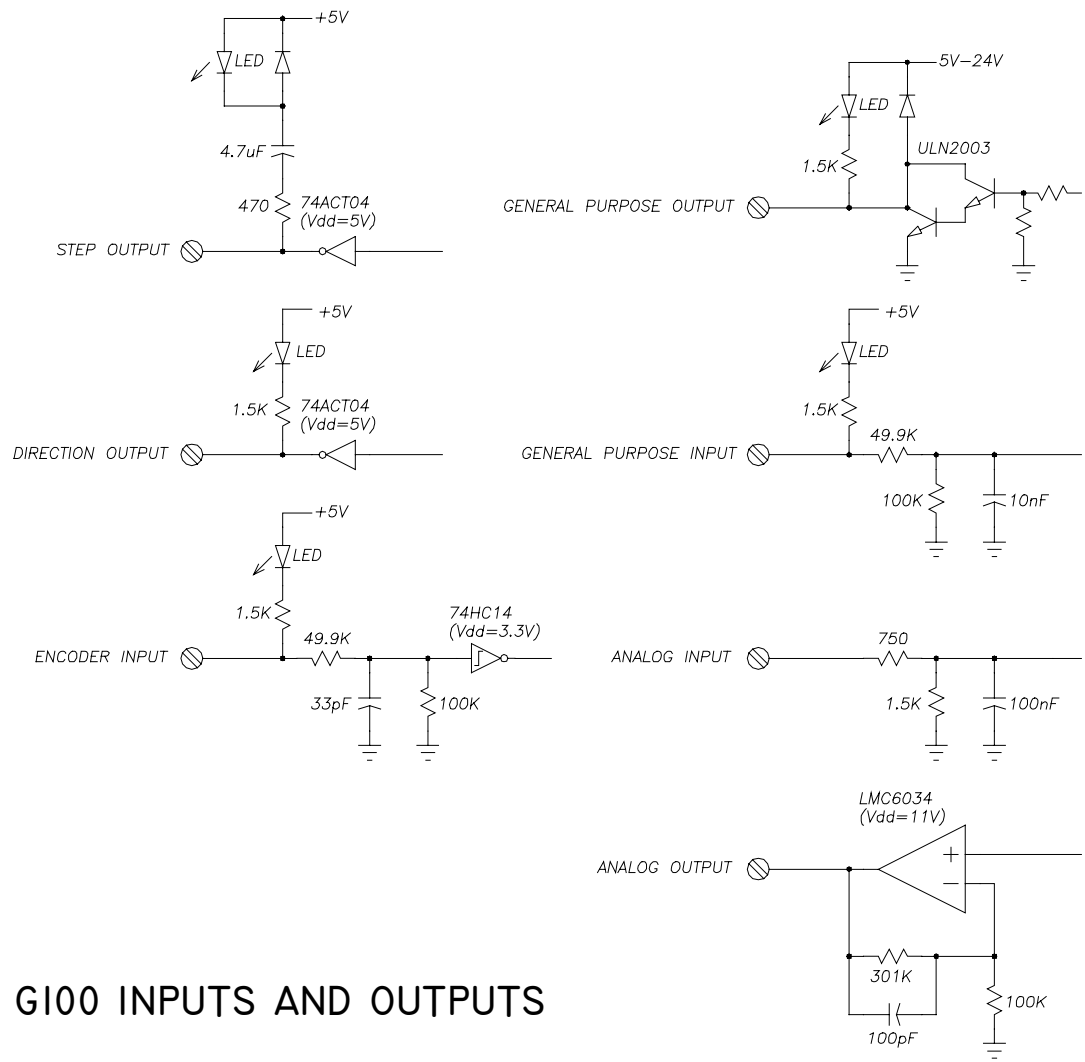 +5V
LED
4.7uF
470
74ACT04
(Vdd=5V)
STEP OUTPUT
+5V
LED
1.5K
74ACT04
(Vdd=5V)
DIRECTION OUTPUT
+5V
LED
1.5K
74HC14
(Vdd=3.3V)
49.9K
ENCODER INPUT
33pF
100K
5V-24V
LED
ULN2003
1.5K
GENERAL PURPOSE OUTPUT
+5V
LED
1.5K
49.9K
GENERAL PURPOSE INPUT
100K
10nF
750
ANALOG INPUT
1.5K
100nF
LMC6034
(Vdd=11V)
+
ANALOG OUTPUT
−
301K
100K
100pF
G100 INPUTS AND OUTPUTS